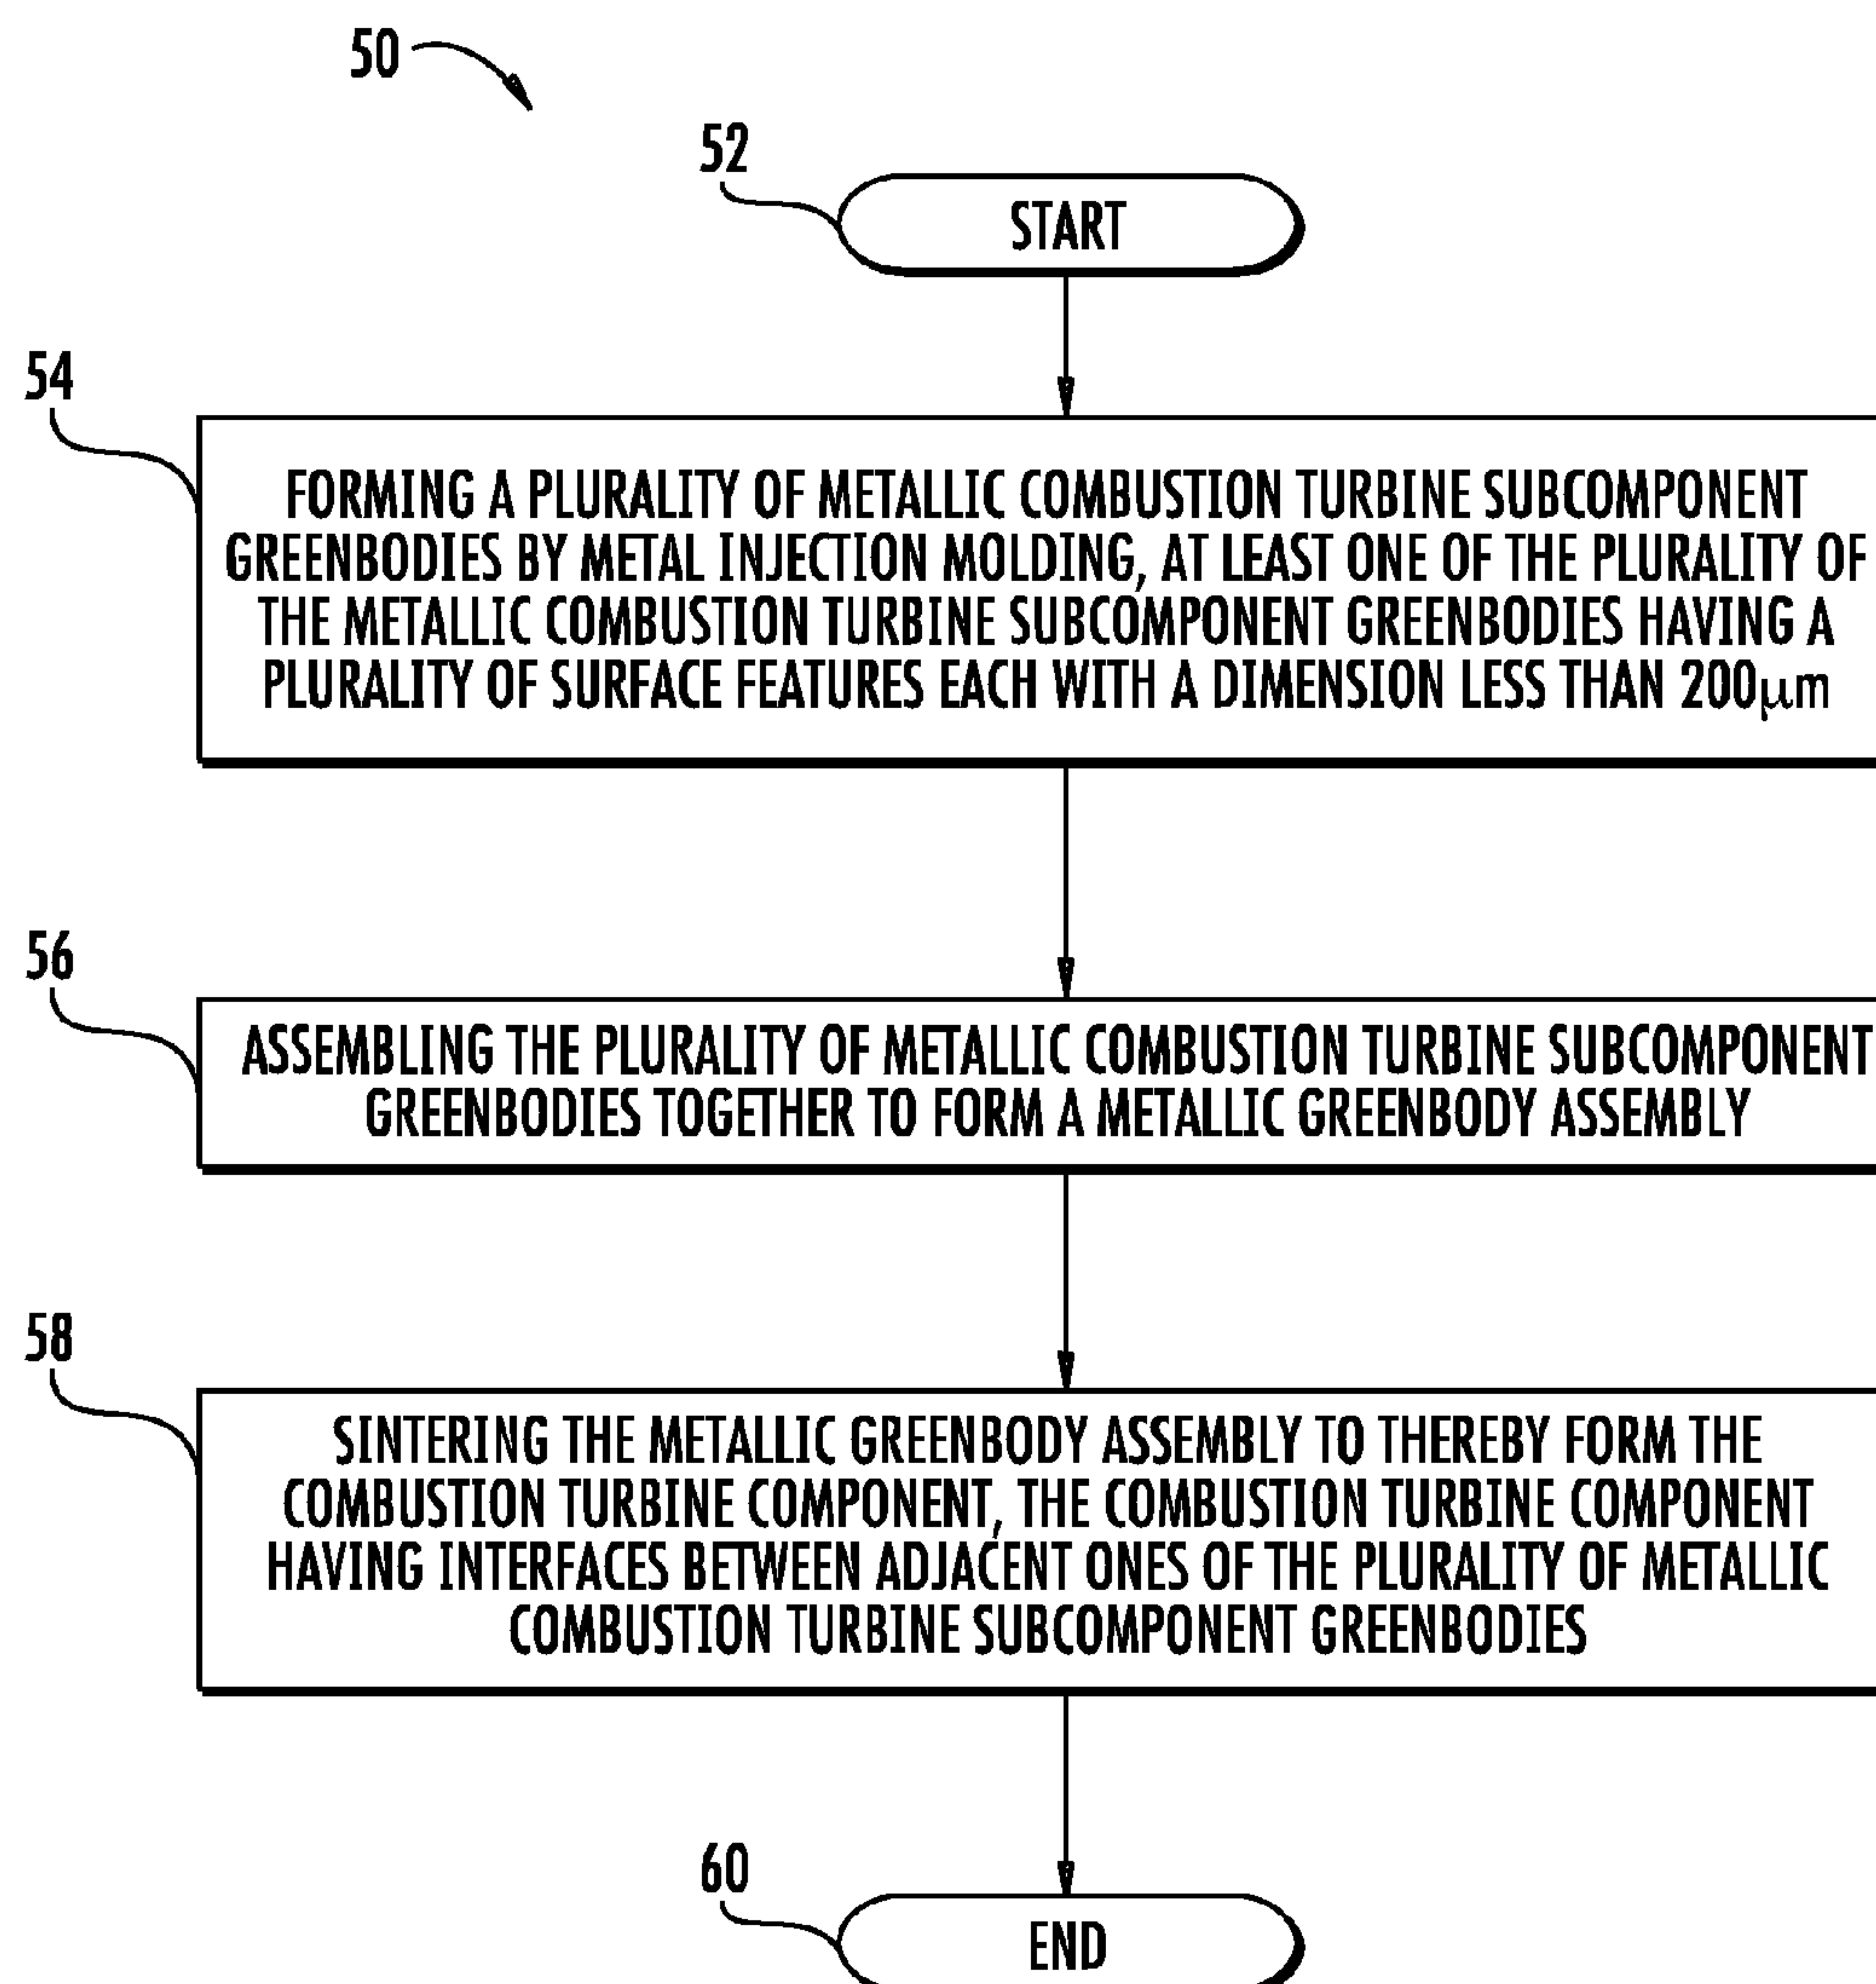 50
52
START
54
FORMING A PLURALITY OF METALLIC COMBUSTION TURBINE SUBCOMPONENT
GREENBODIES BY METAL INJECTION MOLDING, AT LEAST ONE OF THE PLURALITY OF
THE METALLIC COMBUSTION TURBINE SUBCOMPONENT GREENBODIES HAVING A
PLURALITY OF SURFACE FEATURES EACH WITH A DIMENSION LESS THAN 200μm
56
ASSEMBLING THE PLURALITY OF METALLIC COMBUSTION TURBINE SUBCOMPONENT
GREENBODIES TOGETHER TO FORM A METALLIC GREENBODY ASSEMBLY
58
SINTERING THE METALLIC GREENBODY ASSEMBLY TO THEREBY FORM THE
COMBUSTION TURBINE COMPONENT, THE COMBUSTION TURBINE COMPONENT
HAVING INTERFACES BETWEEN ADJACENT ONES OF THE PLURALITY OF METALLIC
COMBUSTION TURBINE SUBCOMPONENT GREENBODIES
60
END